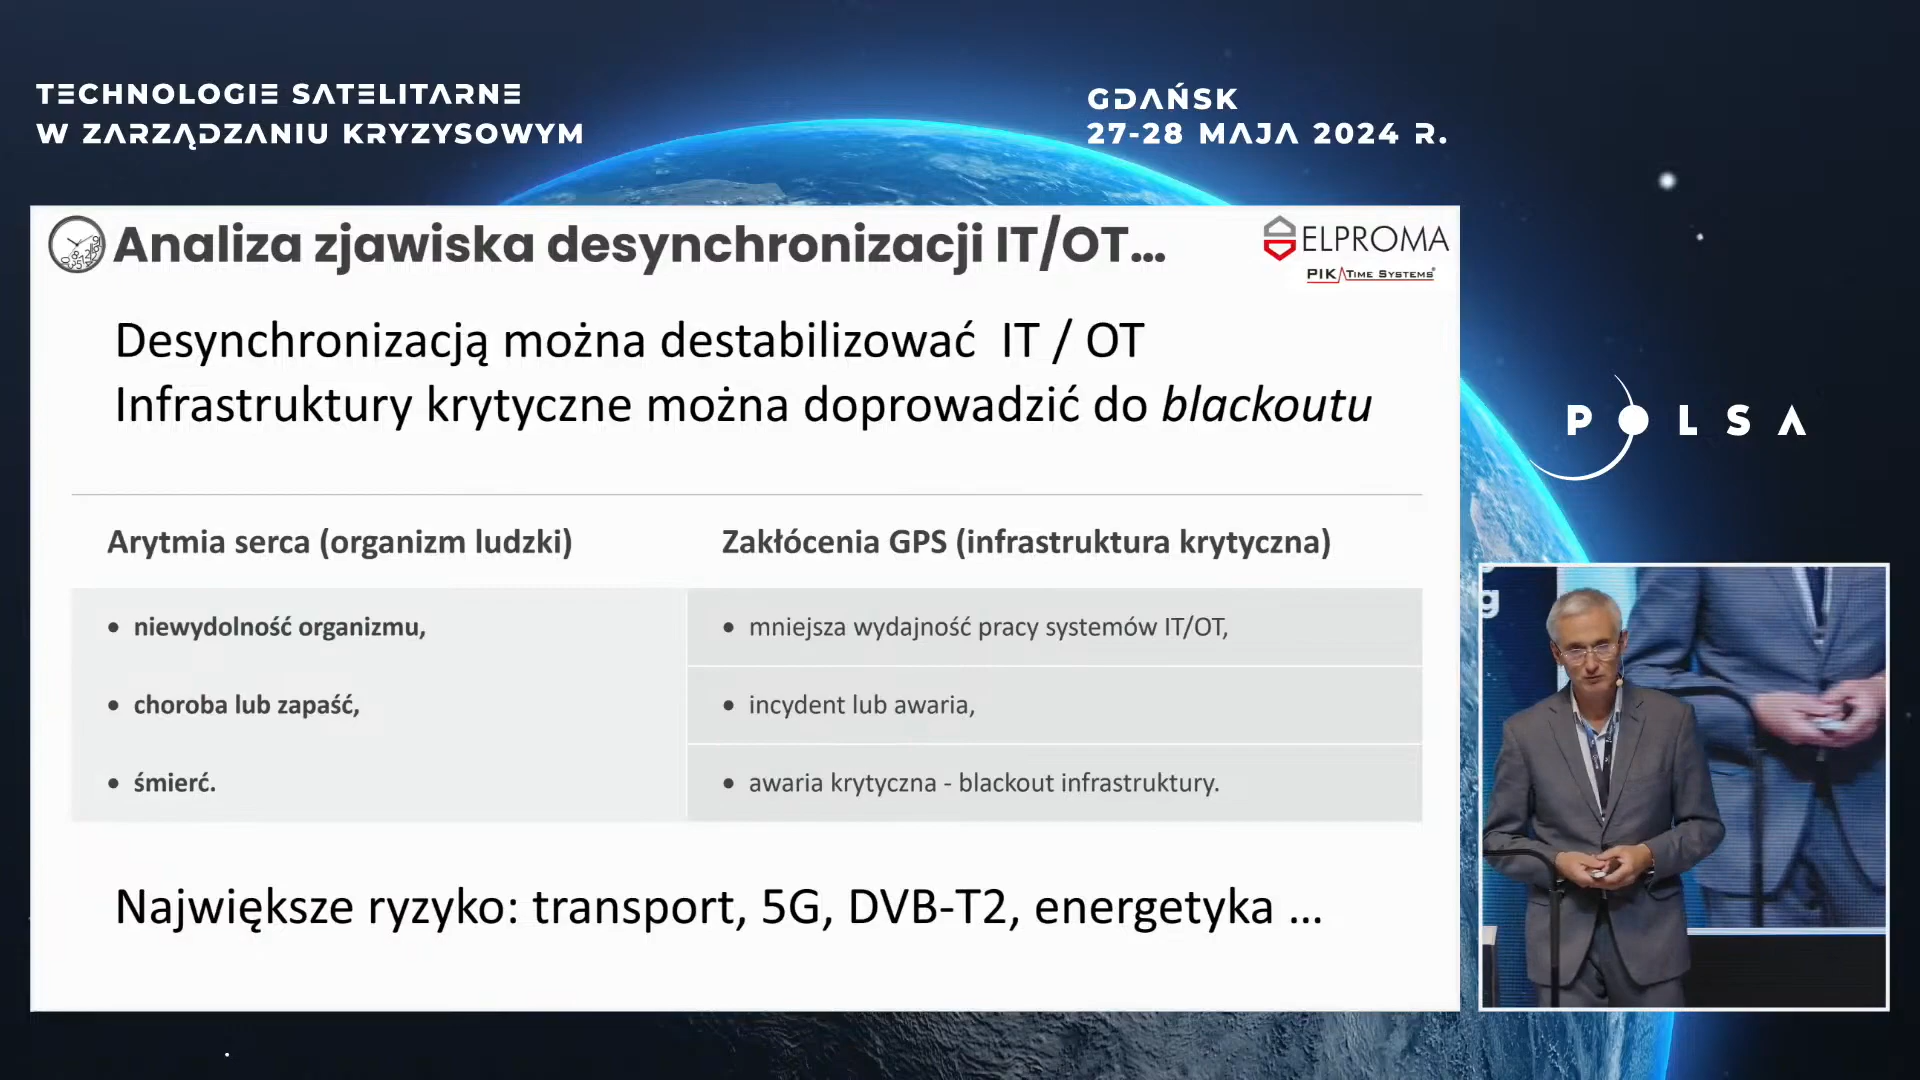 TECHNOLOGIE SATELITARNE
W ZARZĄDZANIU KRYZYSOWYM
GDAŃSK
27-28 MAJA 2024 R.
Analiza zjawiska desynchronizacji IT/OT...
ELPROMA
PIK TIME SYSTEMS
Desynchronizacją można destabilizować IT / OT
Infrastruktury krytyczne można doprowadzić do blackoutu
Arytmia serca (organizm ludzki)
Zakłócenia GPS (infrastruktura krytyczna)
• niewydolność organizmu,
• mniejsza wydajność pracy systemów IT/OT,
• choroba lub zapaść,
• incydent lub awaria,
• śmierć.
• awaria krytyczna - blackout infrastruktury.
Największe ryzyko: transport, 5G, DVB-T2, energetyka ...
POLSA
g